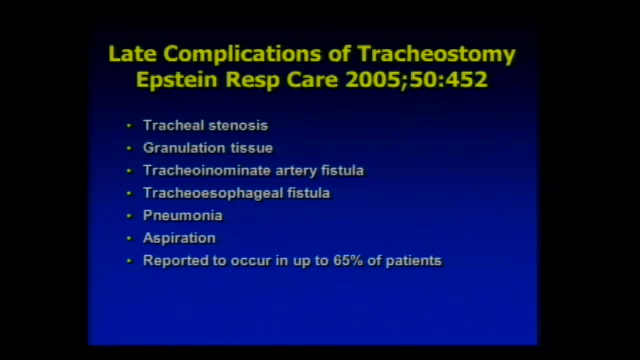 Late Complications of Tracheostomy
Epstein Resp Care 2005;50:452
• Tracheal stenosis
• Granulation tissue
• Tracheoinominate artery fistula
• Tracheoesophageal fistula
• Pneumonia
• Aspiration
• Reported to occur in up to 65% of patients